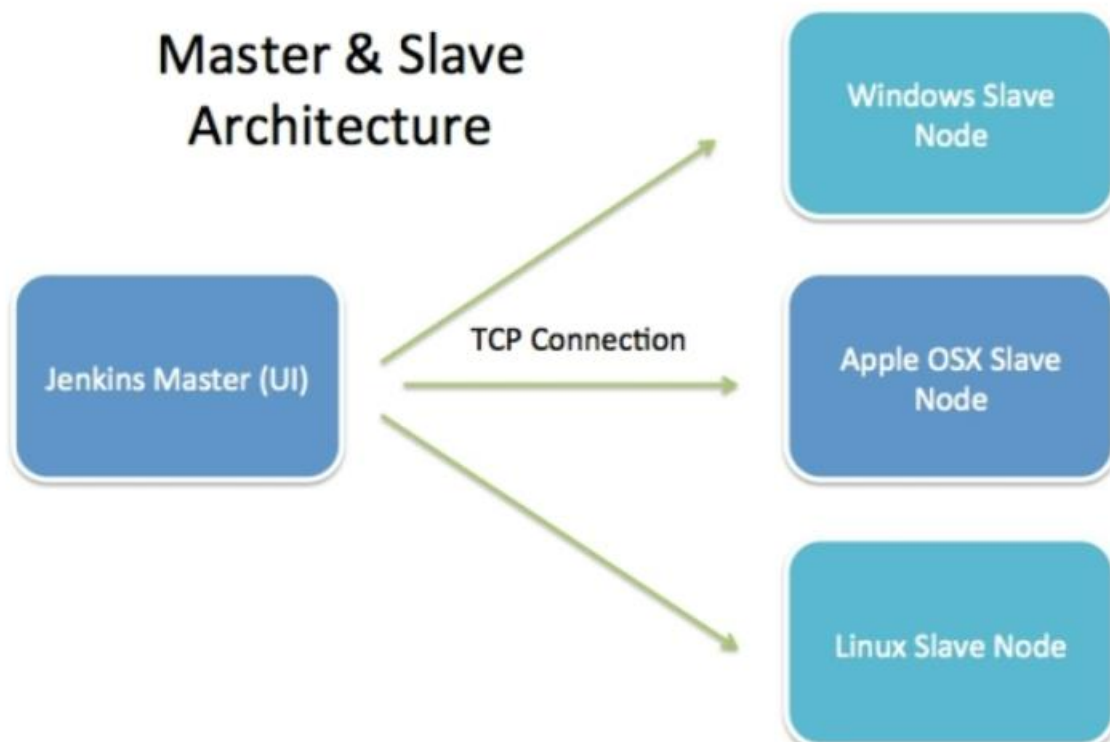 Master & Slave
Architecture
Windows Slave
Node
Jenkins Master (UI)
TCP Connection
Apple OSX Slave
Node
Linux Slave Node